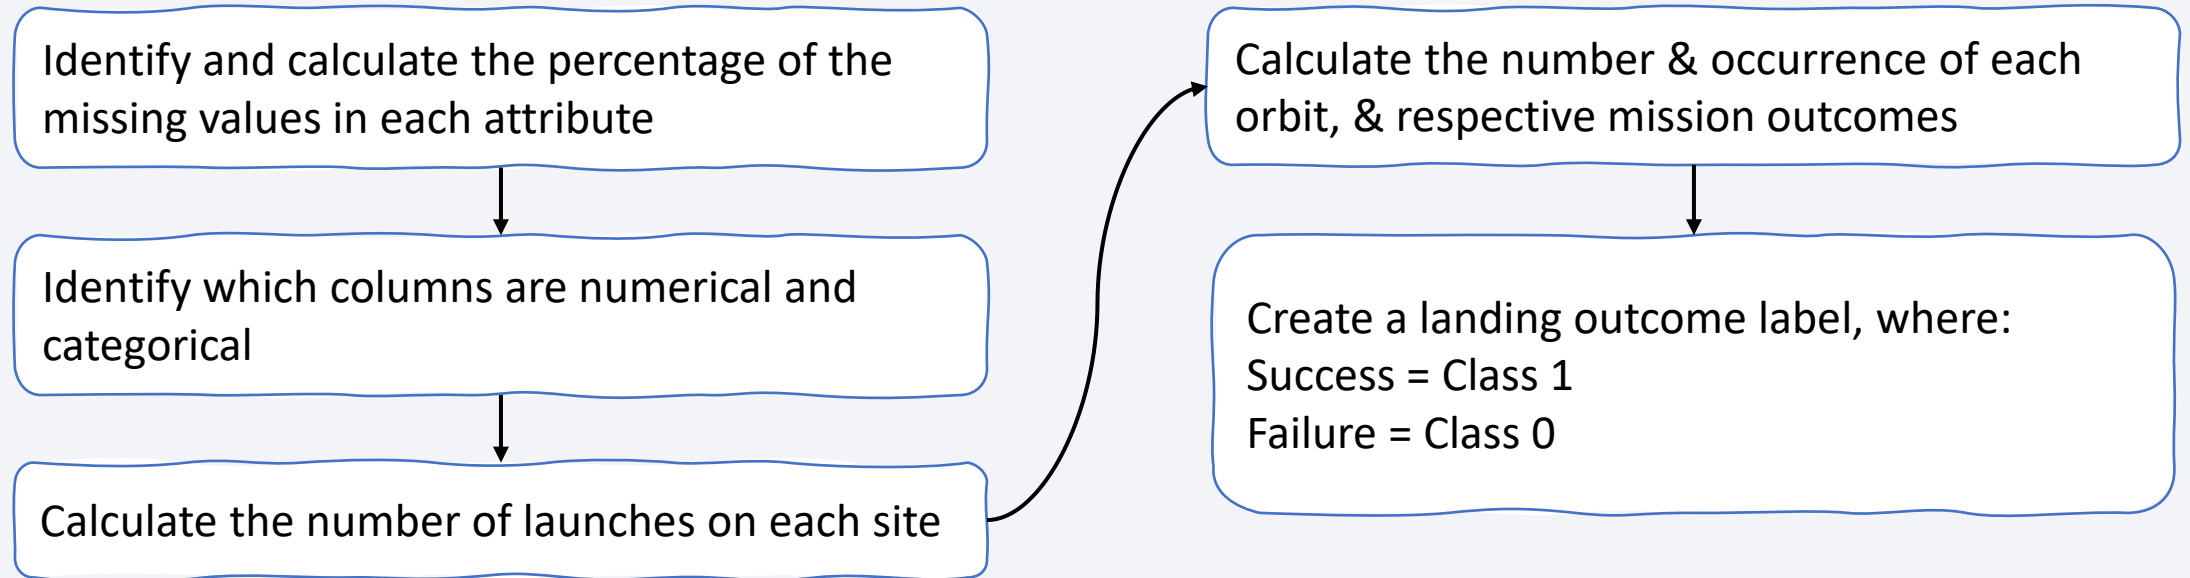 Identify and calculate the percentage of the
missing values in each attribute
Identify which columns are numerical and
categorical
Calculate the number of launches on each site
Calculate the number & occurrence of each
orbit, & respective mission outcomes
Create a landing outcome label, where:
Success = Class 1
Failure = Class 0